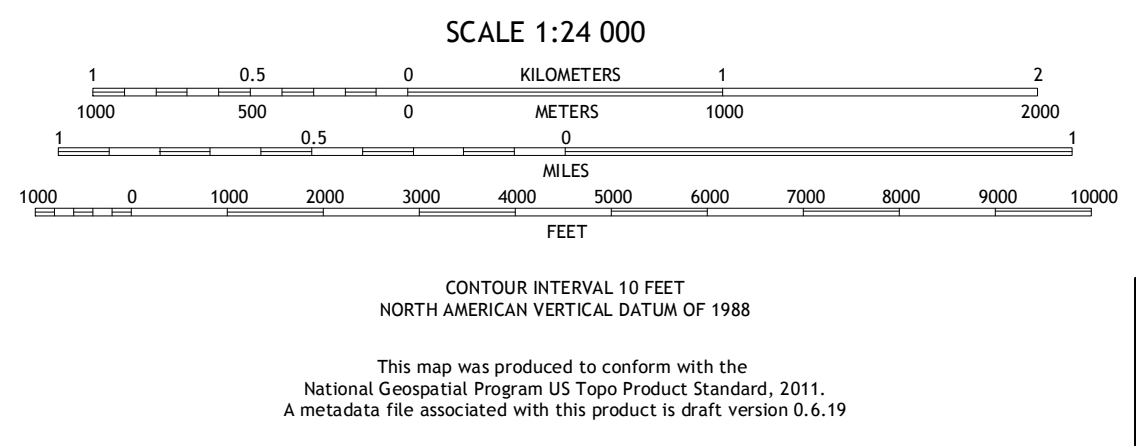 SCALE 1:24 000
1 0.5 0 KILOMETERS 1 2
1000 500 0 METERS 1000 2000
1 0.5 0 1
MILES
1000 0 1000 2000 3000 4000 5000 6000 7000 8000 9000 10000
FEET
CONTOUR INTERVAL 10 FEET
NORTH AMERICAN VERTICAL DATUM OF 1988
This map was produced to conform with the
National Geospatial Program US Topo Product Standard, 2011.
A metadata file associated with this product is draft version 0.6.19